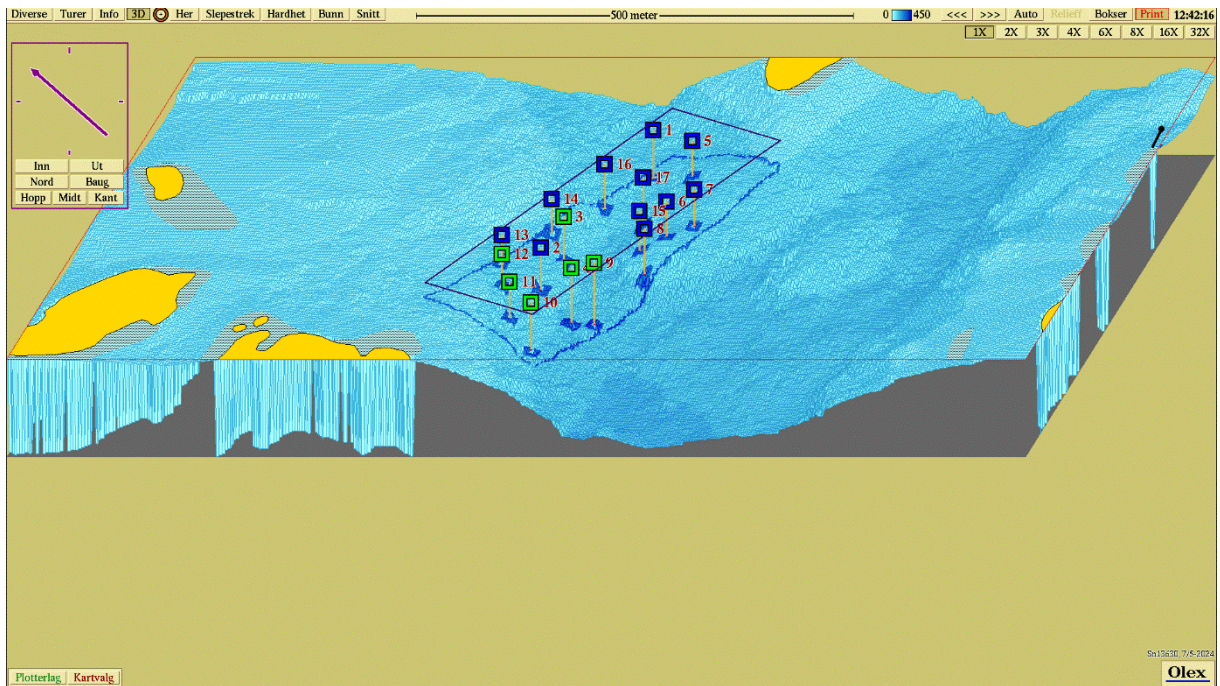 Diverse Turer Info 3D Her Slepestrek Hardhet Bunn Snitt 500 meter 0 450 <<< >>> Auto Relieff Bokser Print 12:42:16
1X 2X 3X 4X 6X 8X 16X 32X
Inn Ut
Nord Baug
Hopp Midt Kant
1
5
16
17
7
14
6
3
15
8
13
2
12
9
4
11
10
Sn13630, 7/5-2024
Plotterlag Kartvalg
Olex